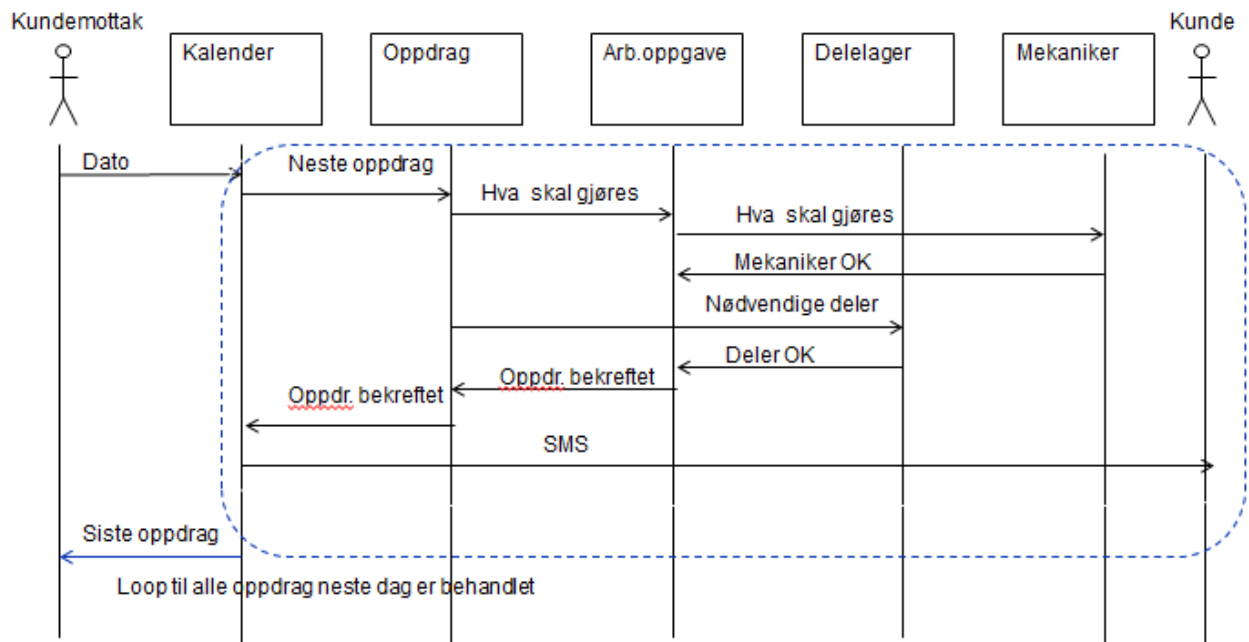 Kundemottak
Kunde
Kalender
Oppdrag
Arb.oppgave
Delelager
Mekaniker
Dato
Neste oppdrag
Hva skal gjøres
Hva skal gjøres
Mekaniker OK
Nødvendige deler
Deler OK
Oppdr. bekreftet
Oppdr. bekreftet
SMS
Siste oppdrag
Loop til alle oppdrag neste dag er behandlet